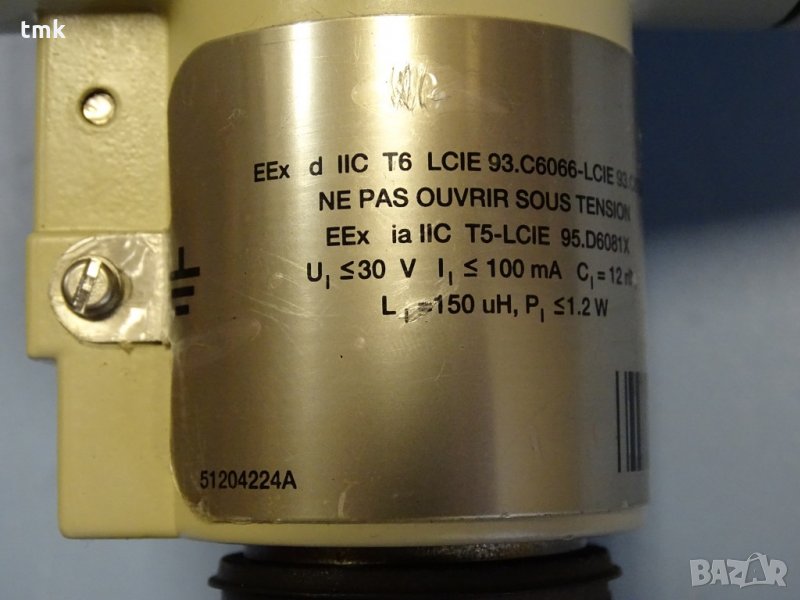 tmk
EEx d IIC T6 LCIE 93.C6066-LCIE 93.
NE PAS OUVRIR SOUS TENSION
EEx ia IIC T5-LCIE 95.D6081X
UI ≤30 V II ≤ 100 mA CI = 12
LI =150 uH, PI ≤1.2 W
51204224A
BAZAR